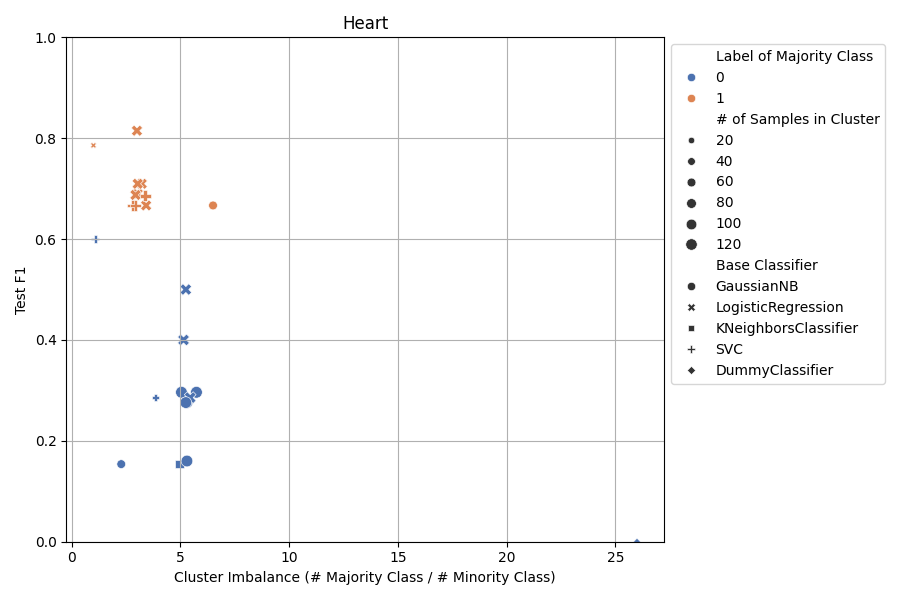 Heart
Test F1
1.0
0.8
0.6
0.4
0.2
0.0
0
5
10
15
20
25
Cluster Imbalance (# Majority Class / # Minority Class)
Label of Majority Class
0
1
# of Samples in Cluster
20
40
60
80
100
120
Base Classifier
GaussianNB
LogisticRegression
KNeighborsClassifier
SVC
DummyClassifier